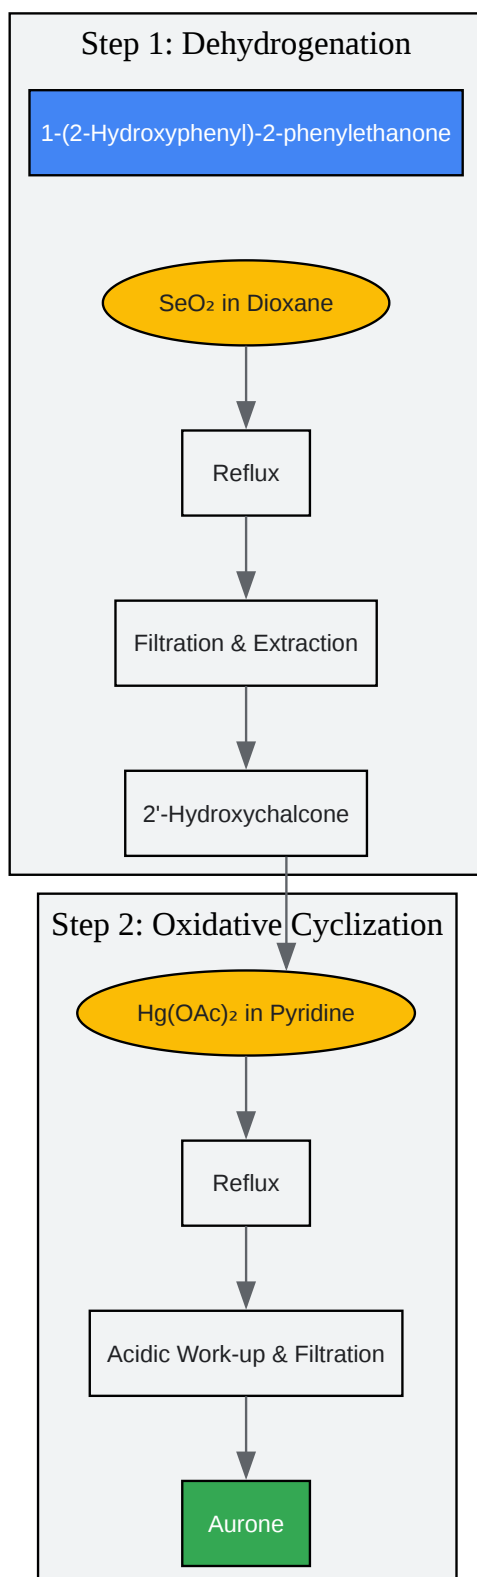 Step 1: Dehydrogenation
1-(2-Hydroxyphenyl)-2-phenylethanone
SeO₂ in Dioxane
Reflux
Filtration & Extraction
2'-Hydroxychalcone
Step 2: Oxidative Cyclization
Hg(OAc)₂ in Pyridine
Reflux
Acidic Work-up & Filtration
Aurone